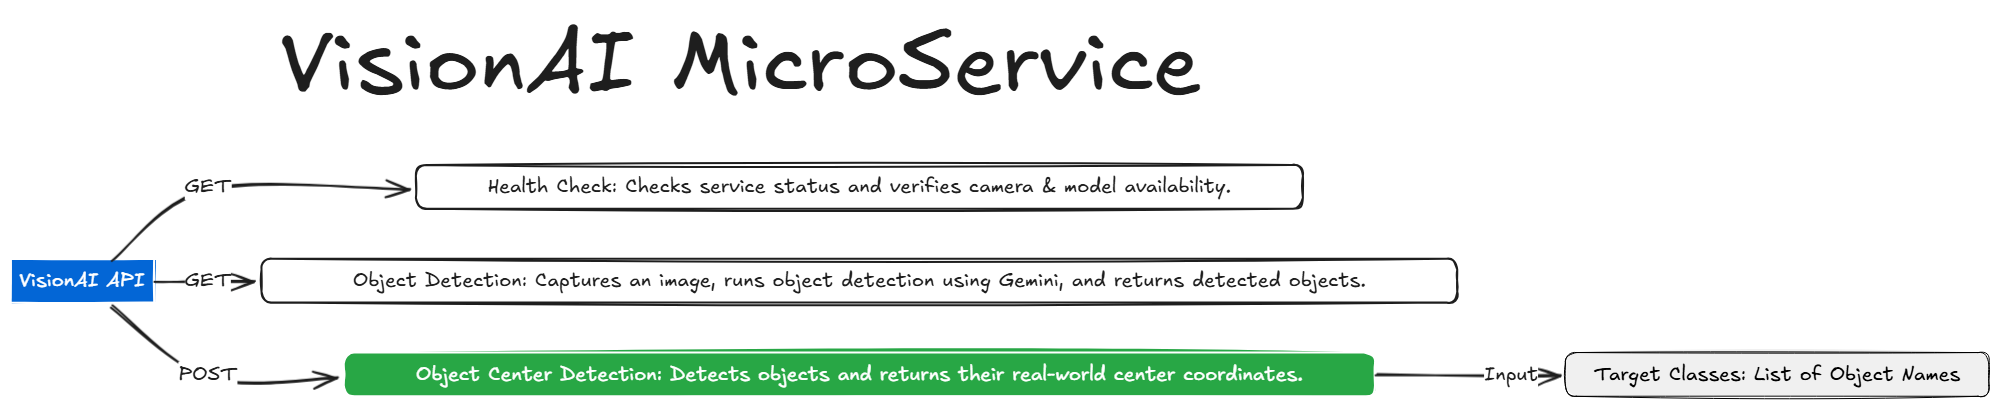 VisionAI MicroService
GET
Health Check: Checks service status and verifies camera & model availability.
VisionAI API
GET
Object Detection: Captures an image, runs object detection using Gemini, and returns detected objects.
POST
Object Center Detection: Detects objects and returns their real-world center coordinates.
Input
Target Classes: List of Object Names